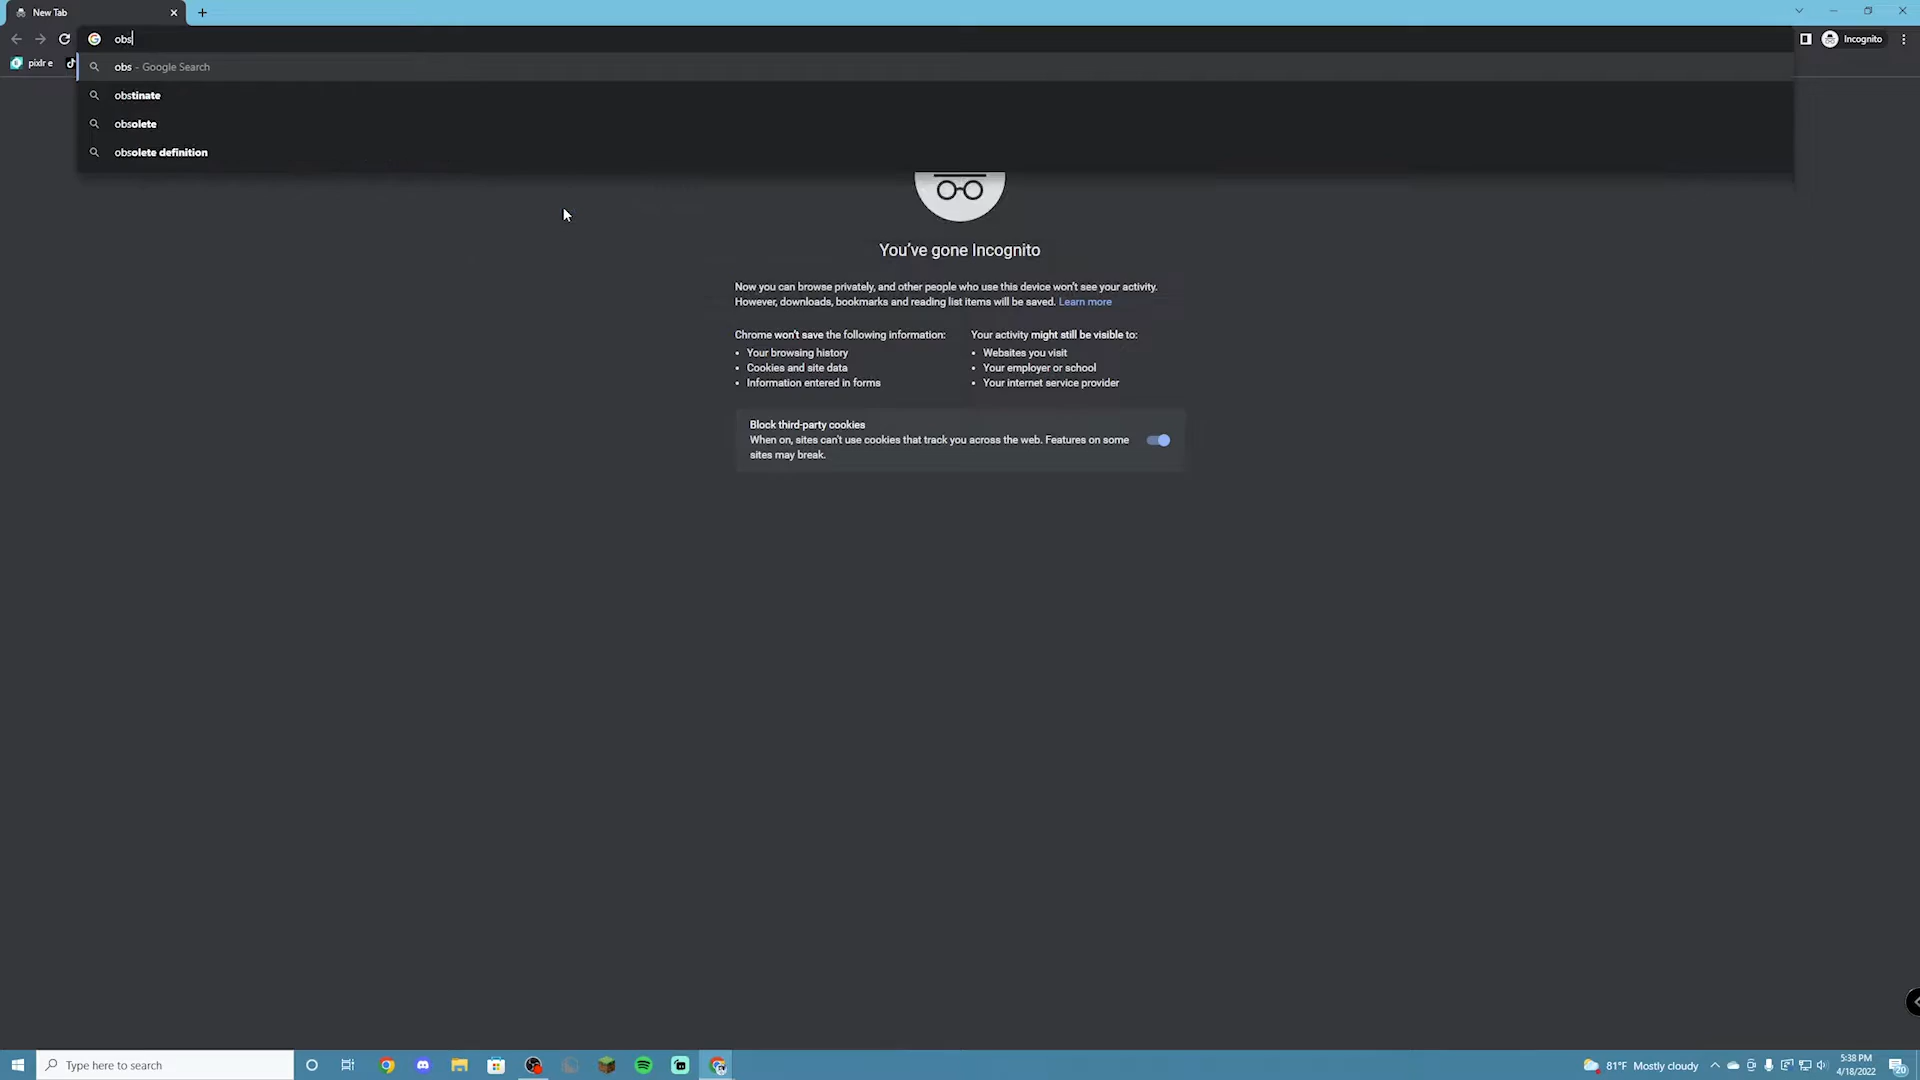 New Tab
obs
Incognito
pixlr e
obs - Google Search
obstinate
obsolete
obsolete definition
You've gone Incognito
Now you can browse privately, and other people who use this device won't see your activity.
However, downloads, bookmarks and reading list items will be saved. Learn more
Chrome won't save the following information:
Your browsing history
Cookies and site data
Information entered in forms
Your activity might still be visible to:
Websites you visit
Your employer or school
Your internet service provider
Block third-party cookies
When on, sites can't use cookies that track you across the web. Features on some
sites may break.
Type here to search
81°F Mostly cloudy
5:38 PM
4/18/2022
20